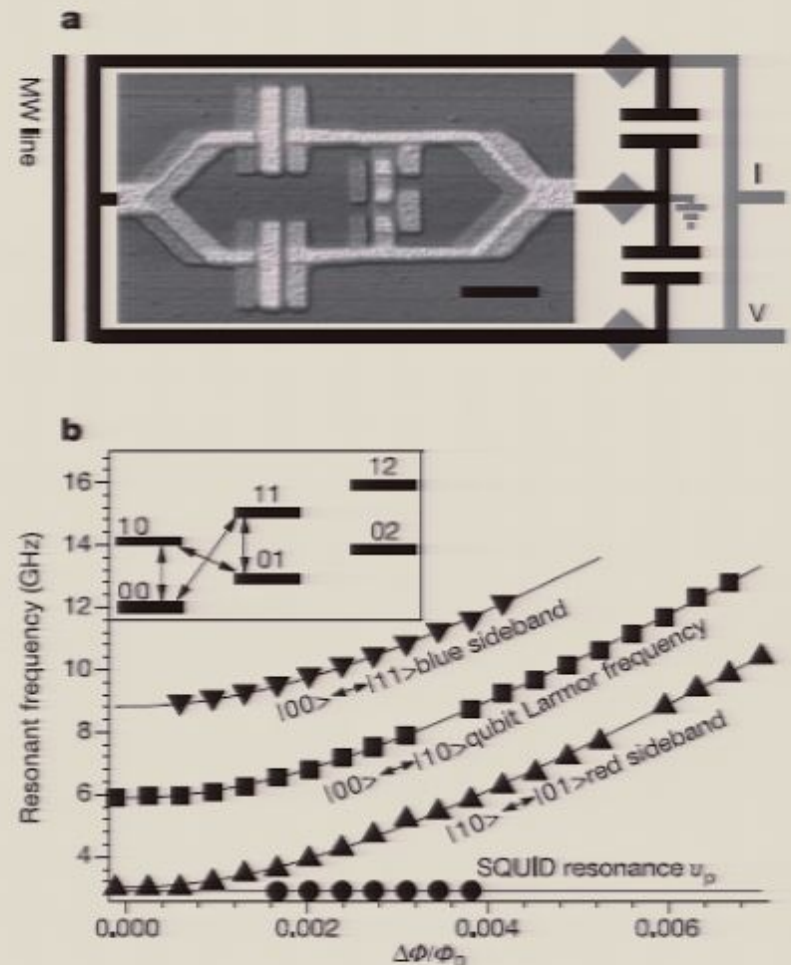 a
MW line
I
V
b
Resonant frequency (GHz)
16
14
12
10
8
6
4
12
11
10
02
01
00
|00>↔|11>blue sideband
|00>↔|10>qubit Larmor frequency
|10>↔|01>red sideband
SQUID resonance νp
0.000
0.002
0.004
0.006
ΔΦ/Φ0